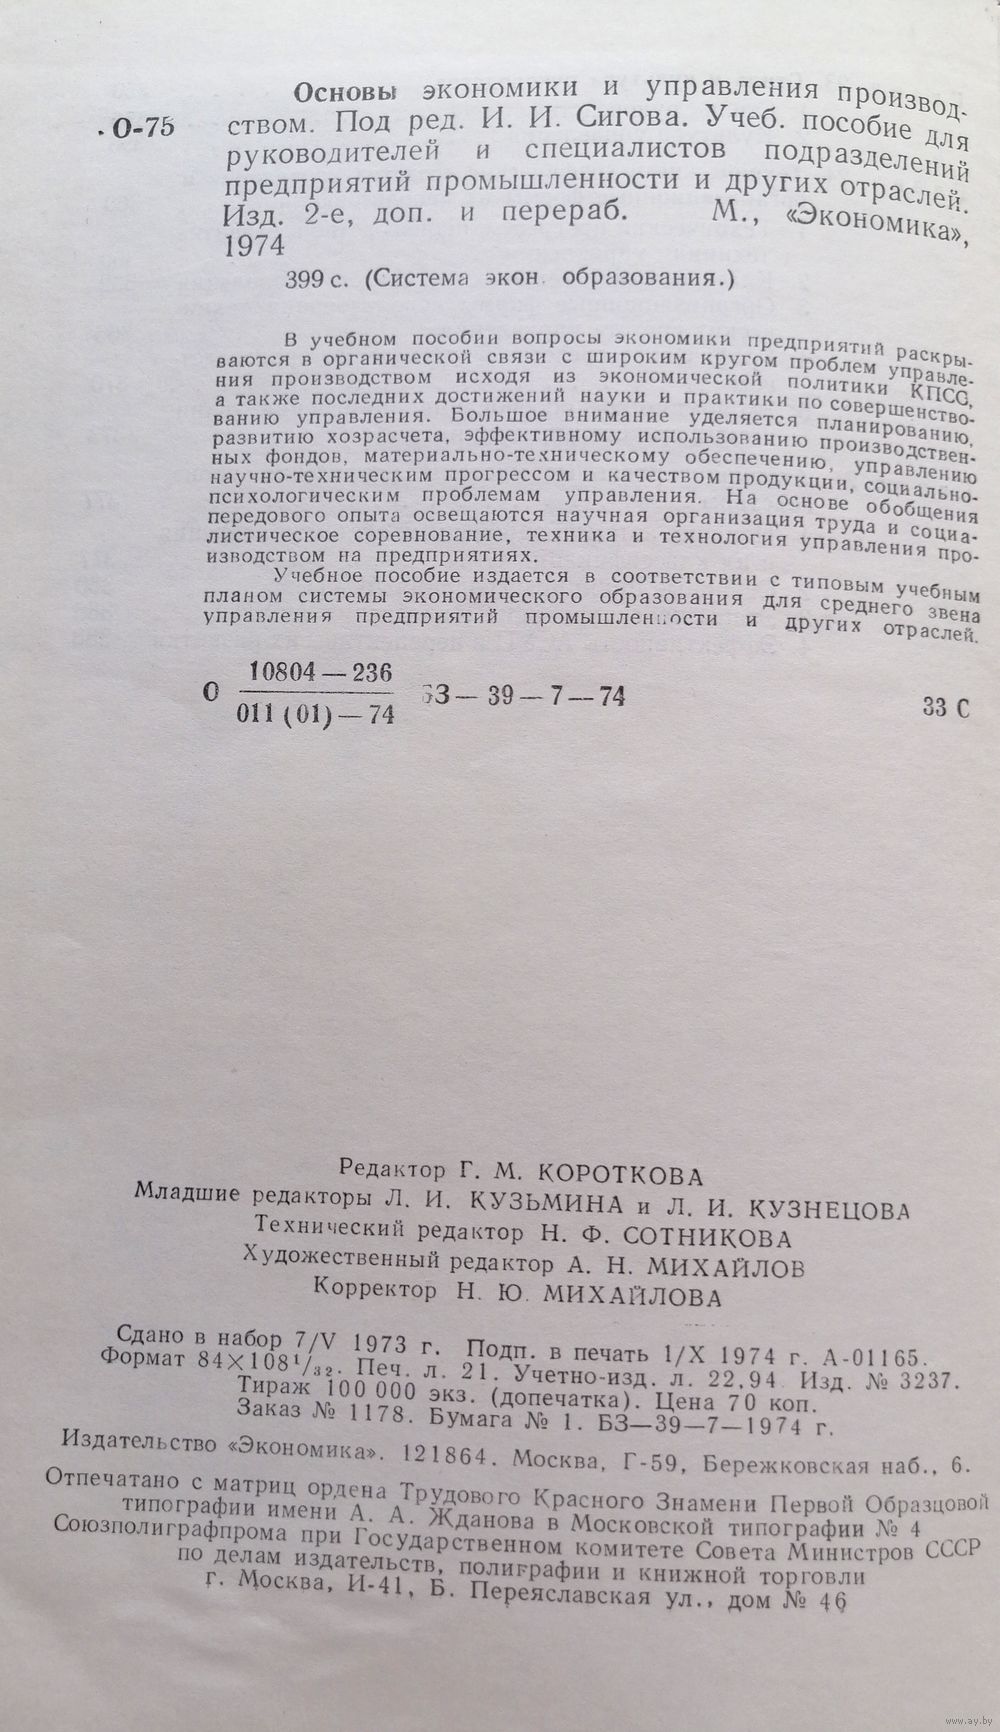 Основы экономики и управления производ-
О-75 ством. Под ред. И. И. Сигова. Учеб. пособие для
руководителей и специалистов подразделений
предприятий промышленности и других отраслей.
Изд. 2-е, доп. и перераб. М., «Экономика»,
1974
399 с. (Система экон. образования.)
В учебном пособии вопросы экономики предприятий раскры-
ваются в органической связи с широким кругом проблем управле-
ния производством исходя из экономической политики КПСС,
а также последних достижений науки и практики по совершенство-
ванию управления. Большое внимание уделяется планированию,
развитию хозрасчета, эффективному использованию производствен-
ных фондов, материально-техническому обеспечению, управлению
научно-техническим прогрессом и качеством продукции, социально-
психологическим проблемам управления. На основе обобщения
передового опыта освещаются научная организация труда и социа-
листическое соревнование, техника и технология управления про-
изводством на предприятиях.
Учебное пособие издается в соответствии с типовым учебным
планом системы экономического образования для среднего звена
управления предприятий промышленности и других отраслей.
О 10804—236
011 (01)—74 БЗ—39—7—74 33 С
Редактор Г. М. КОРОТКОВА
Младшие редакторы Л. И. КУЗЬМИНА и Л. И. КУЗНЕЦОВА
Технический редактор Н. Ф. СОТНИКОВА
Художественный редактор А. Н. МИХАЙЛОВ
Корректор Н. Ю. МИХАЙЛОВА
Сдано в набор 7/V 1973 г. Подп. в печать 1/X 1974 г. А-01165.
Формат 84×108¹/₃₂. Печ. л. 21. Учетно-изд. л. 22,94 Изд. № 3237.
Тираж 100 000 экз. (допечатка). Цена 70 коп.
Заказ № 1178. Бумага № 1. БЗ—39—7—1974 г.
Издательство «Экономика». 121864. Москва, Г-59, Бережковская наб., 6.
Отпечатано с матриц ордена Трудового Красного Знамени Первой Образцовой
типографии имени А. А. Жданова в Московской типографии № 4
Союзполиграфпрома при Государственном комитете Совета Министров СССР
по делам издательств, полиграфии и книжной торговли
г. Москва, И-41, Б. Переяславская ул., дом № 46
www.ay.by